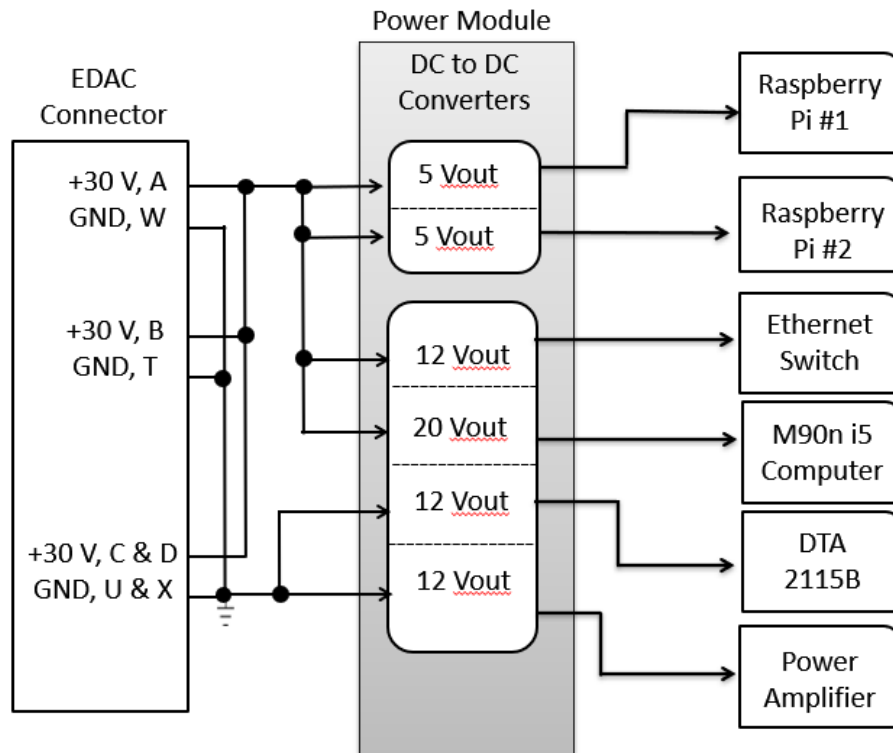 Power Module
EDAC
Connector
+30 V, A
GND, W
+30 V, B
GND, T
+30 V, C & D
GND, U & X
DC to DC
Converters
5 Vout
5 Vout
12 Vout
20 Vout
12 Vout
12 Vout
Raspberry
Pi #1
Raspberry
Pi #2
Ethernet
Switch
M90n i5
Computer
DTA
2115B
Power
Amplifier